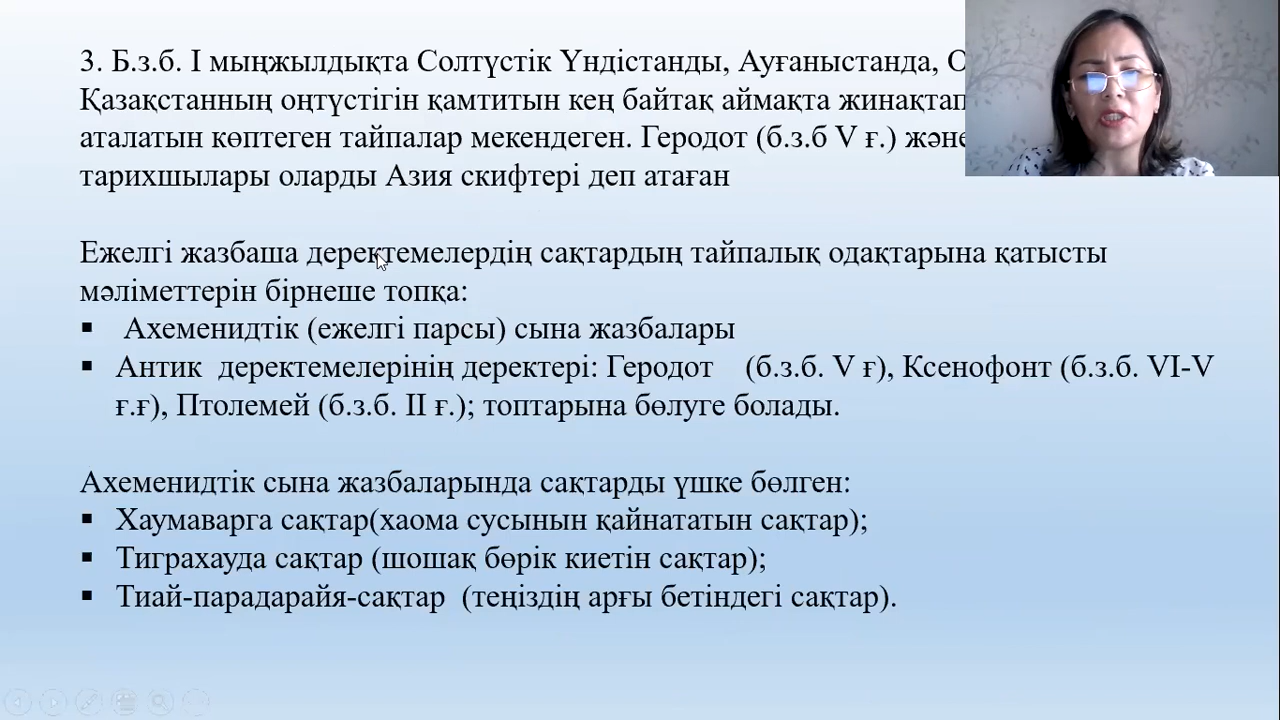 3. Б.з.б. I мыңжылдықта Солтүстік Үндістанды, Ауғаныстанда,
Қазақстанның оңтүстігін қамтитын кең байтақ аймақта
аталатын көптеген тайпалар мекендеген. Геродот (б.з.б V ғ.) және
тарихшылары оларды Азия скифтері деп атаған
Ежелгі жазбаша деректемелердің сақтардың тайпалық одақтарына қатысты
мәліметтерін бірнеше топқа:
▪ Ахеменидтік (ежелгі парсы) сына жазбалары
▪ Антик деректемелерінің деректері: Геродот (б.з.б. V ғ), Ксенофонт (б.з.б. VI-V
ғ.ғ), Птолемей (б.з.б. II ғ.); топтарына бөлуге болады.
Ахеменидтік сына жазбаларында сақтарды үшке бөлген:
▪ Хаумаварга сақтар(хаома сусынын қайнататын сақтар);
▪ Тиграхауда сақтар (шошақ бөрік киетін сақтар);
▪ Тиай-парадарайя-сақтар (теңіздің арғы бетіндегі сақтар).